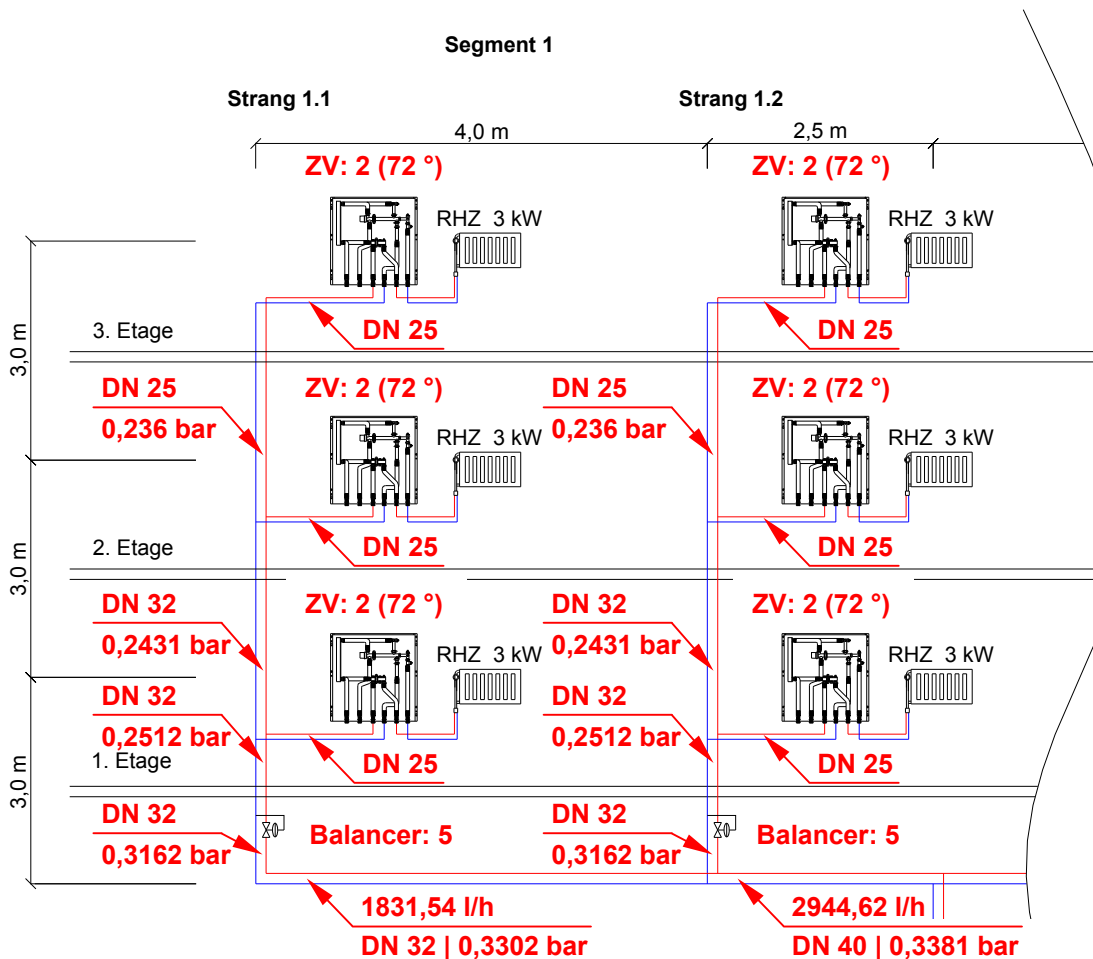 Segment 1
Strang 1.1
Strang 1.2
4,0 m
2,5 m
ZV: 2 (72 °)
ZV: 2 (72 °)
RHZ 3 kW
RHZ 3 kW
3. Etage
DN 25
DN 25
3,0 m
DN 25
0,236 bar
ZV: 2 (72 °)
DN 25
0,236 bar
ZV: 2 (72 °)
RHZ 3 kW
RHZ 3 kW
2. Etage
DN 25
DN 25
3,0 m
DN 32
0,2431 bar
ZV: 2 (72 °)
DN 32
0,2431 bar
ZV: 2 (72 °)
RHZ 3 kW
RHZ 3 kW
DN 32
0,2512 bar
DN 32
0,2512 bar
1. Etage
DN 25
DN 25
3,0 m
DN 32
0,3162 bar
Balancer: 5
DN 32
0,3162 bar
Balancer: 5
1831,54 l/h
DN 32 | 0,3302 bar
2944,62 l/h
DN 40 | 0,3381 bar